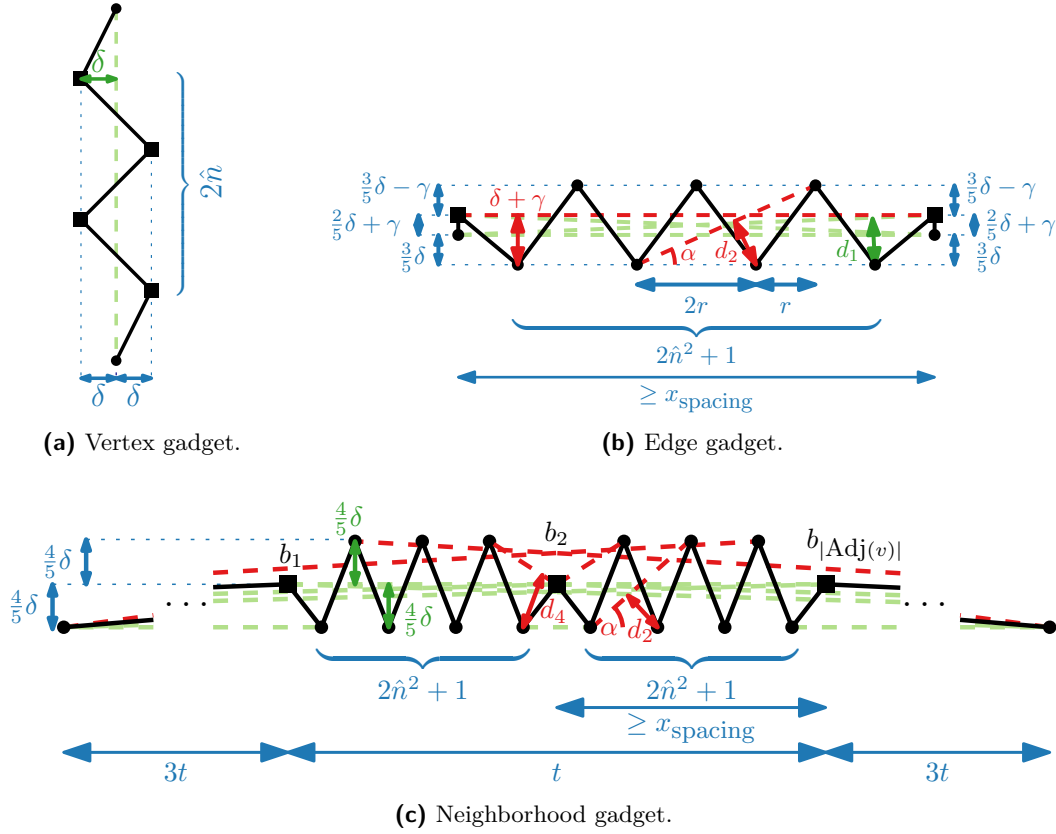 δ
2n̂
δ δ
(a) Vertex gadget.
3/5δ − γ
2/5δ + γ
3/5δ
δ + γ
α
d₂
d₁
3/5δ − γ
2/5δ + γ
3/5δ
2r
r
2n̂² + 1
≥ x_spacing
(b) Edge gadget.
4/5δ
4/5δ
4/5δ
b₁
b₂
b_|Adj(v)|
· · ·
4/5δ
d₄
α
d₂
· · ·
2n̂² + 1
2n̂² + 1
≥ x_spacing
3t
t
3t
(c) Neighborhood gadget.